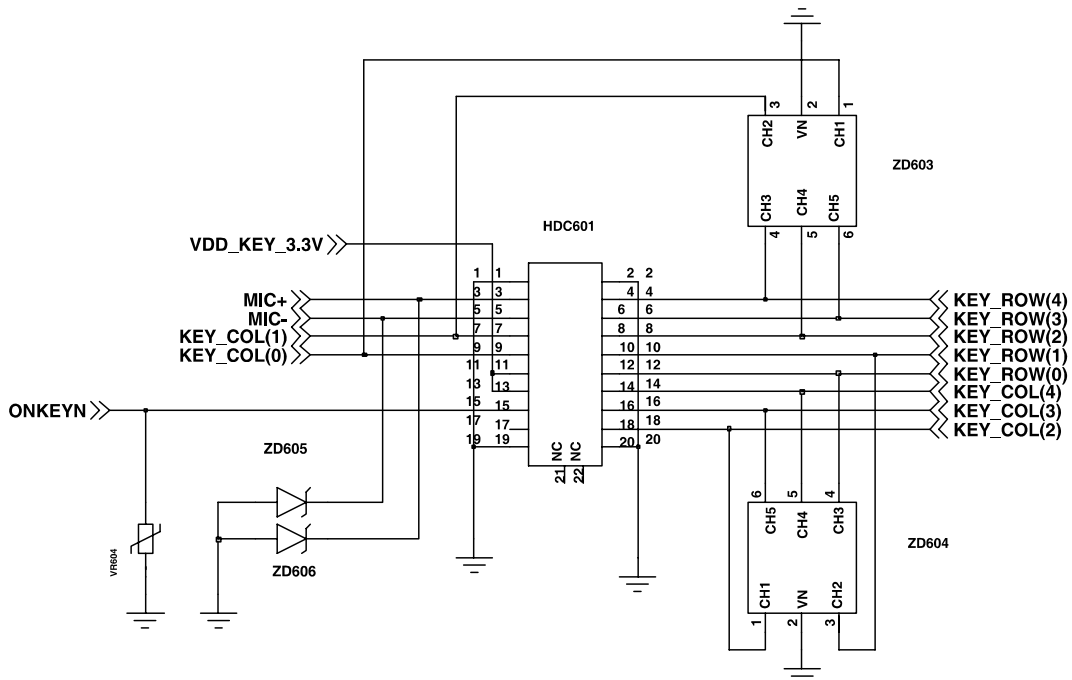 3 2 1
CH2 VN CH1
ZD603
CH3 CH4 CH5
4 5 6
HDC601
VDD_KEY_3.3V
1 1 2 2
MIC+ 3 3 4 4 KEY_ROW(4)
MIC- 5 5 6 6 KEY_ROW(3)
KEY_COL(1) 7 7 8 8 KEY_ROW(2)
KEY_COL(0) 9 9 10 10 KEY_ROW(1)
11 11 12 12 KEY_ROW(0)
13 13 14 14 KEY_COL(4)
ONKEYN 15 15 16 16 KEY_COL(3)
17 17 18 18 KEY_COL(2)
19 19 20 20
NC NC
21 22
ZD605
6 5 4
CH5 CH4 CH3
VR604
ZD606
ZD604
CH1 VN CH2
1 2 3